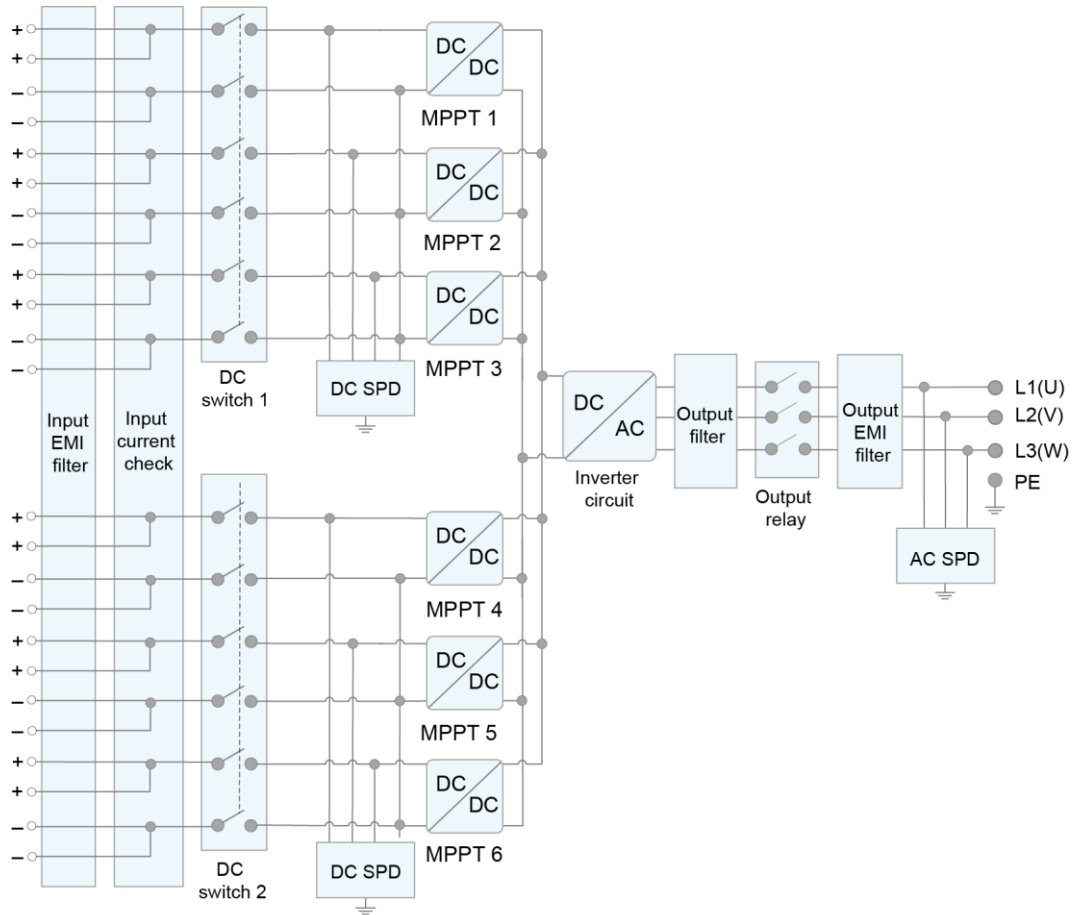 +
+
−
−
+
+
−
−
+
+
−
−
DC
DC
MPPT 1
DC
DC
MPPT 2
DC
DC
MPPT 3
DC
switch 1
DC SPD
Input
EMI
filter
Input
current
check
DC
AC
Inverter
circuit
Output
filter
Output
relay
Output
EMI
filter
L1(U)
L2(V)
L3(W)
PE
AC SPD
+
+
−
−
+
+
−
−
+
+
−
−
DC
DC
MPPT 4
DC
DC
MPPT 5
DC
DC
MPPT 6
DC
switch 2
DC SPD